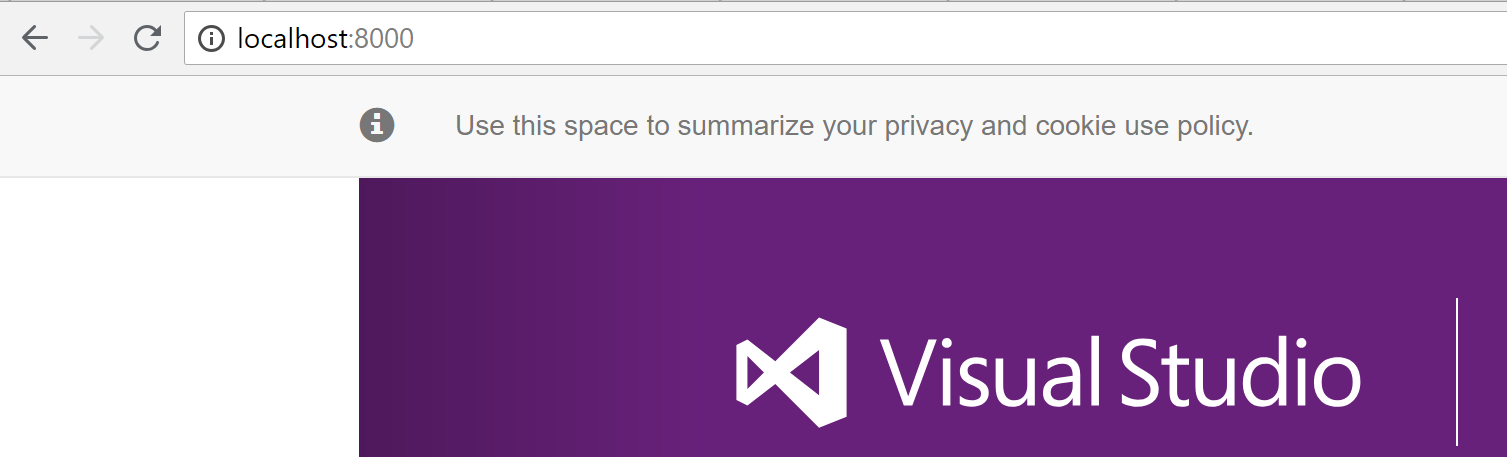 localhost:8000
Use this space to summarize your privacy and cookie use policy.
Visual Studio